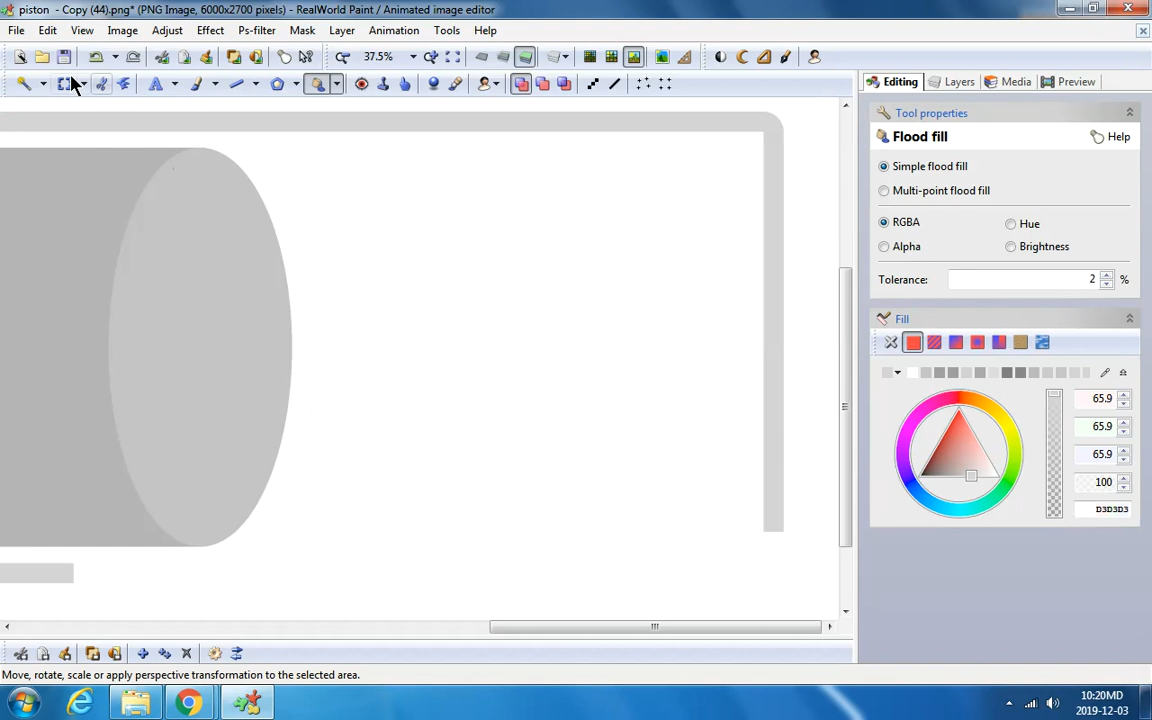 piston - Copy (44).png* (PNG Image, 6000x2700 pixels) - RealWorld Paint / Animated image editor
File Edit View Image Adjust Effect Ps-filter Mask Layer Animation Tools Help
37.5%
Editing Layers Media Preview
Tool properties
Flood fill Help
Simple flood fill
Multi-point flood fill
RGBA Hue
Alpha Brightness
Tolerance: 2 %
Fill
65.9
65.9
65.9
100
D3D3D3
Move, rotate, scale or apply perspective transformation to the selected area.
10:20MD
2019-12-03